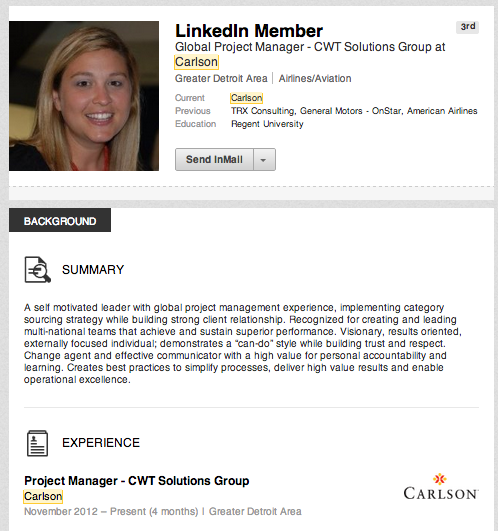 LinkedIn Member
3rd
Global Project Manager - CWT Solutions Group at
Carlson
Greater Detroit Area | Airlines/Aviation
Current Carlson
Previous TRX Consulting, General Motors - OnStar, American Airlines
Education Regent University
Send InMail
BACKGROUND
SUMMARY
A self motivated leader with global project management experience, implementing category
sourcing strategy while building strong client relationship. Recognized for creating and leading
multi-national teams that achieve and sustain superior performance. Visionary, results oriented,
externally focused individual; demonstrates a “can-do” style while building trust and respect.
Change agent and effective communicator with a high value for personal accountability and
learning. Creates best practices to simplify processes, deliver high value results and enable
operational excellence.
EXPERIENCE
Project Manager - CWT Solutions Group
Carlson
CARLSON
November 2012 – Present (4 months) | Greater Detroit Area